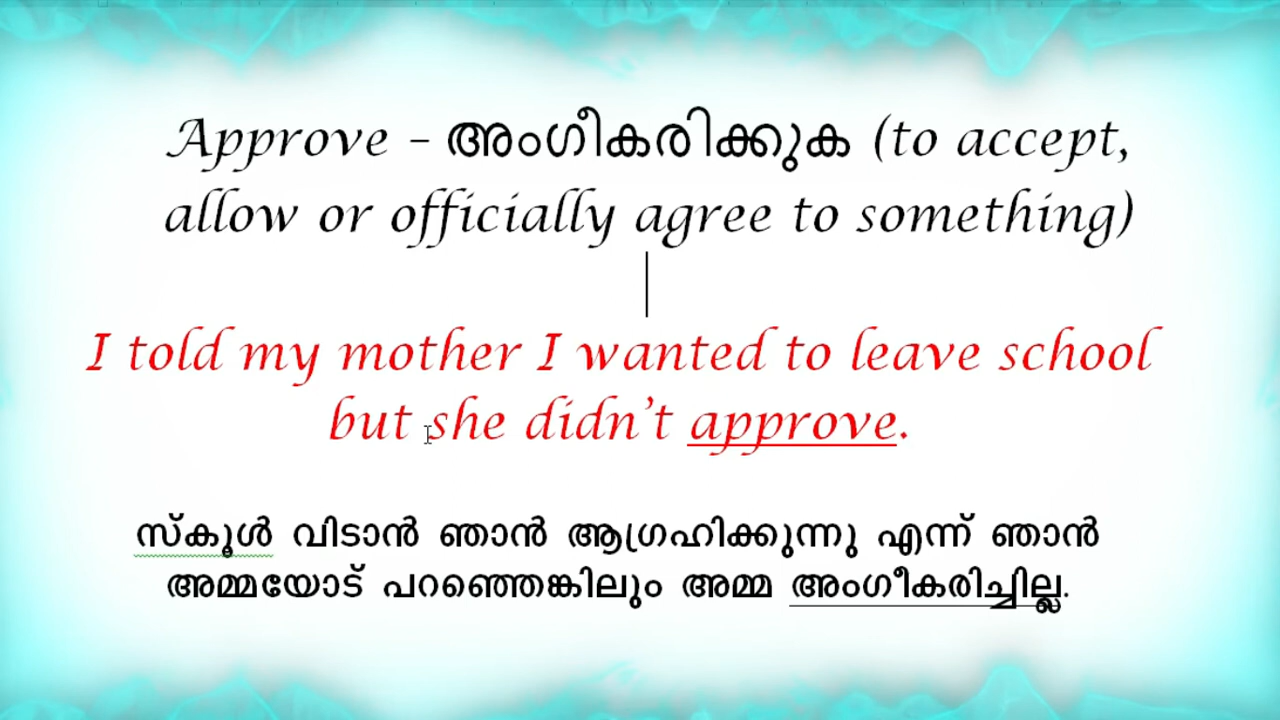 Approve – അംഗീകരിക്കുക (to accept,
allow or officially agree to something)
I told my mother I wanted to leave school
but she didn’t approve.
സ്കൂൾ വിടാൻ ഞാൻ ആഗ്രഹിക്കുന്നു എന്ന് ഞാൻ
അമ്മയോട് പറഞ്ഞെങ്കിലും അമ്മ അംഗീകരിച്ചില്ല.